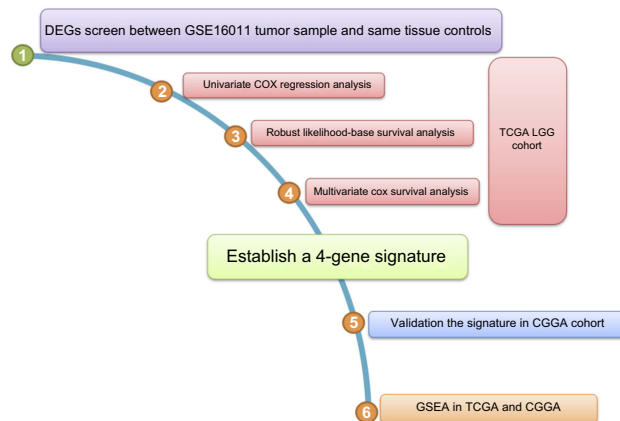 DEGs screen between GSE16011 tumor sample and same tissue controls
1
2
Univariate COX regression analysis
3
Robust likelihood-base survival analysis
TCGA LGG
cohort
4
Multivariate cox survival analysis
Establish a 4-gene signature
5
Validation the signature in CGGA cohort
6
GSEA in TCGA and CGGA